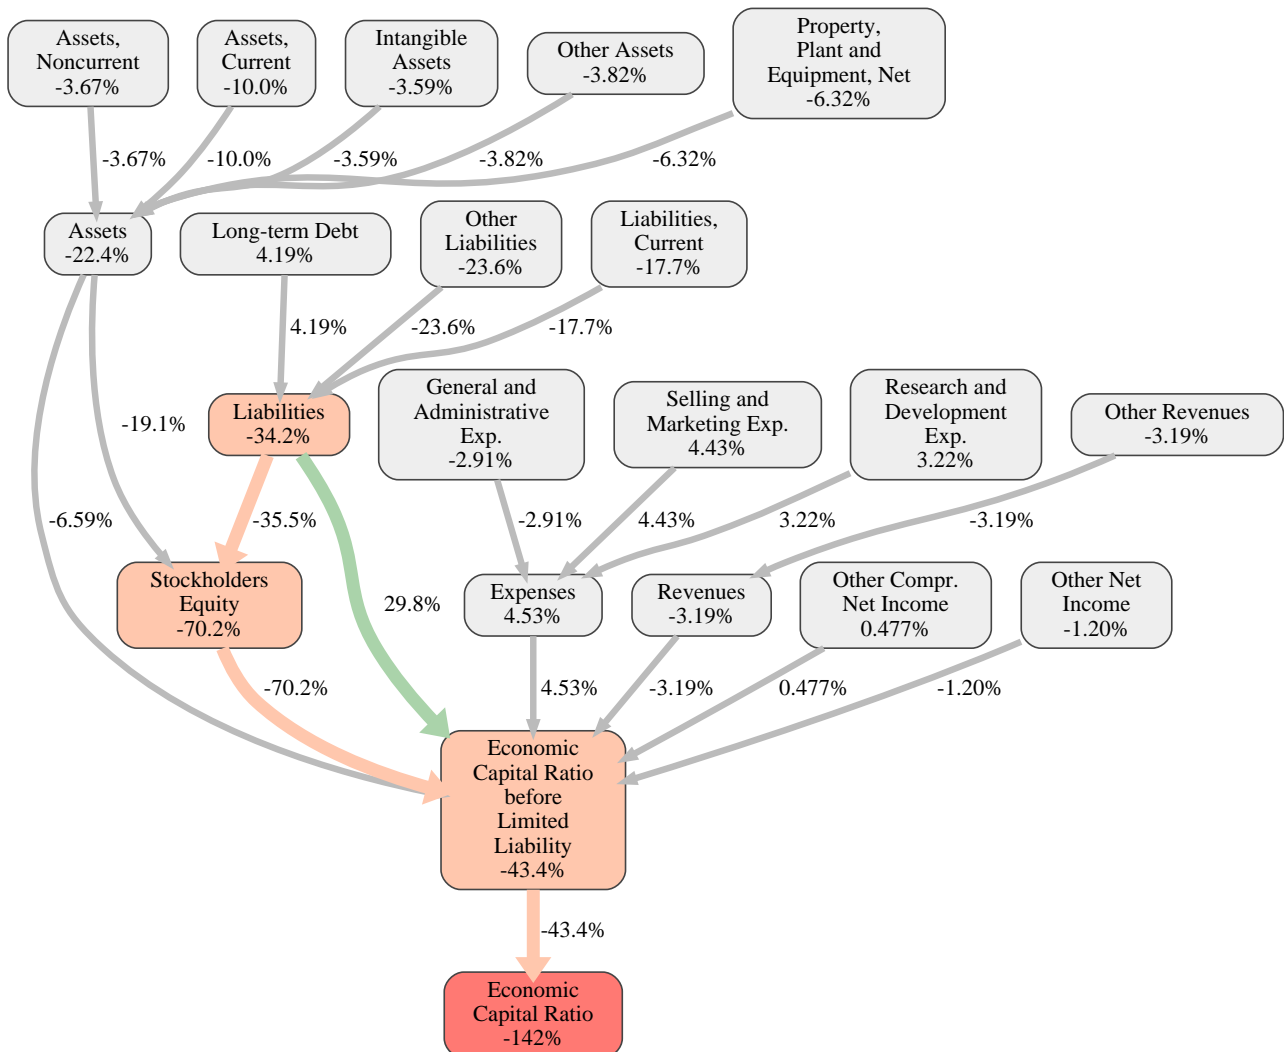 Assets,
Noncurrent
-3.67%
Assets,
Current
-10.0%
Intangible
Assets
-3.59%
Other Assets
-3.82%
Property,
Plant and
Equipment, Net
-6.32%
-3.67%
-10.0%
-3.59%
-3.82%
-6.32%
Assets
-22.4%
Long-term Debt
4.19%
Other
Liabilities
-23.6%
Liabilities,
Current
-17.7%
4.19%
-23.6%
-17.7%
Liabilities
-34.2%
General and
Administrative
Exp.
-2.91%
Selling and
Marketing Exp.
4.43%
Research and
Development
Exp.
3.22%
Other Revenues
-3.19%
-19.1%
-6.59%
-35.5%
-2.91%
4.43%
3.22%
-3.19%
Stockholders
Equity
-70.2%
29.8%
Expenses
4.53%
Revenues
-3.19%
Other Compr.
Net Income
0.477%
Other Net
Income
-1.20%
-70.2%
4.53%
-3.19%
0.477%
-1.20%
Economic
Capital Ratio
before
Limited
Liability
-43.4%
-43.4%
Economic
Capital Ratio
-142%